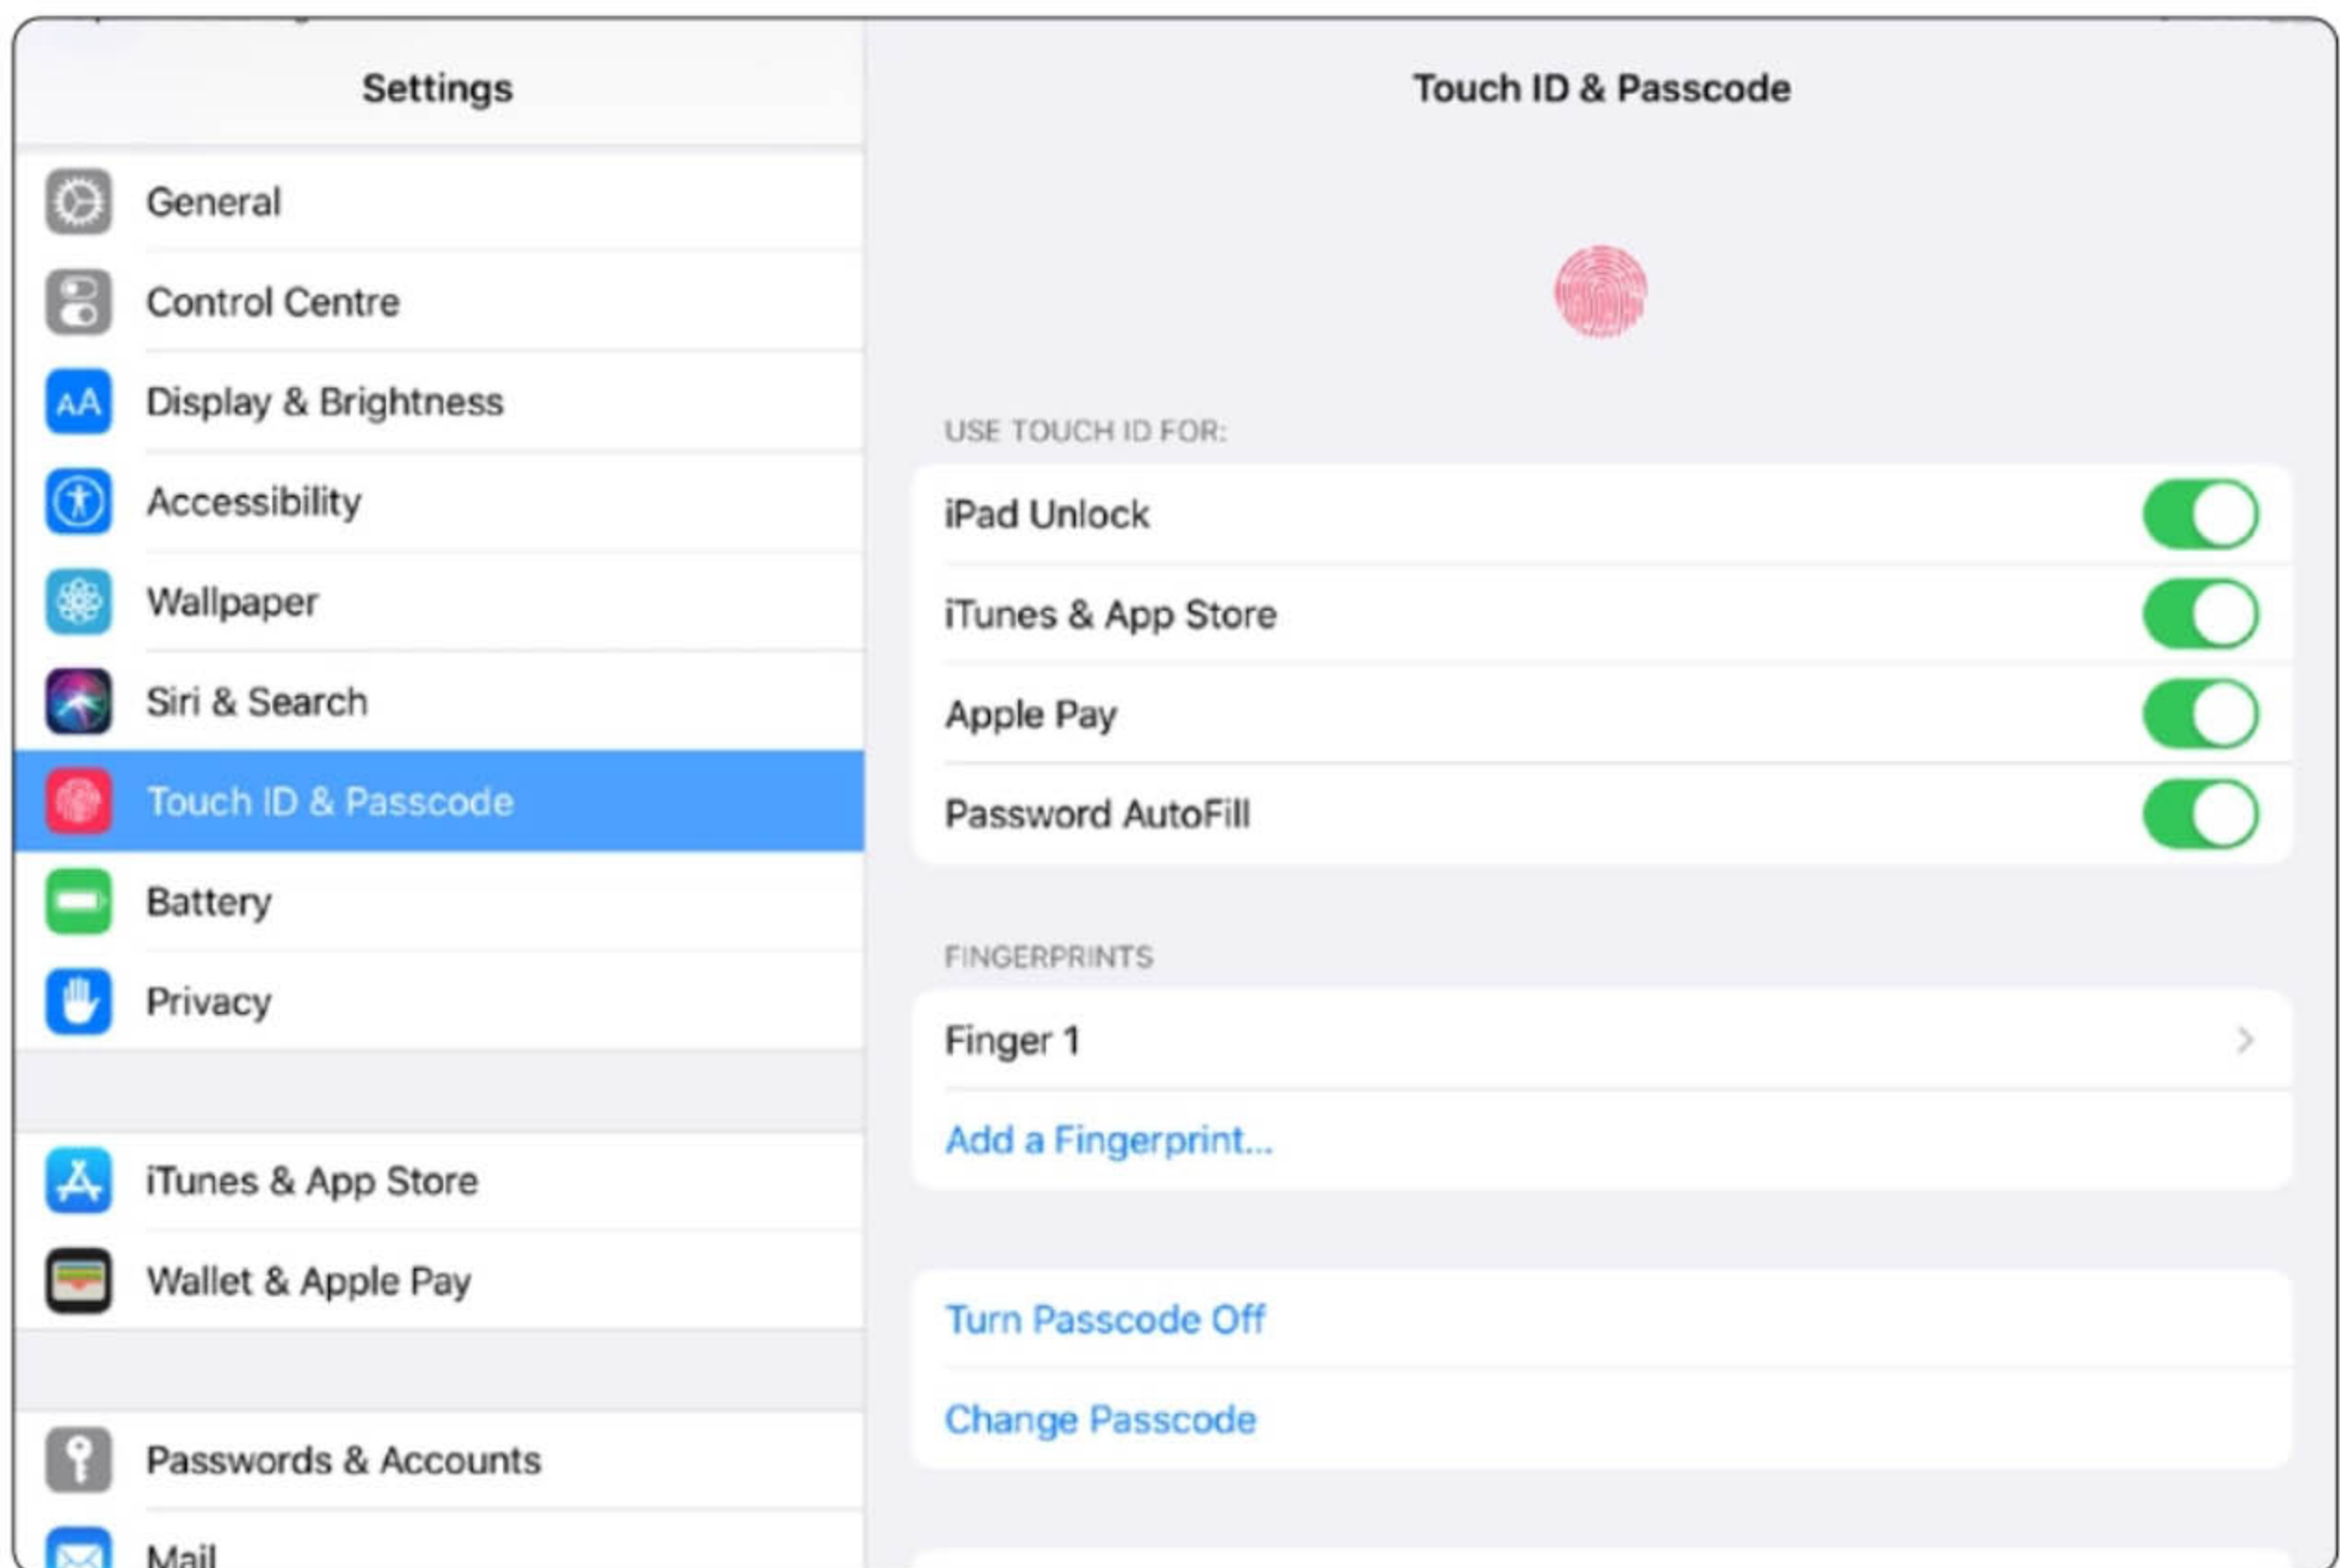 Settings
General
Control Centre
AA Display & Brightness
Accessibility
Wallpaper
Siri & Search
Touch ID & Passcode
Battery
Privacy
iTunes & App Store
Wallet & Apple Pay
Passwords & Accounts
Mail
Touch ID & Passcode
USE TOUCH ID FOR:
iPad Unlock
iTunes & App Store
Apple Pay
Password AutoFill
FINGERPRINTS
Finger 1
Add a Fingerprint...
Turn Passcode Off
Change Passcode